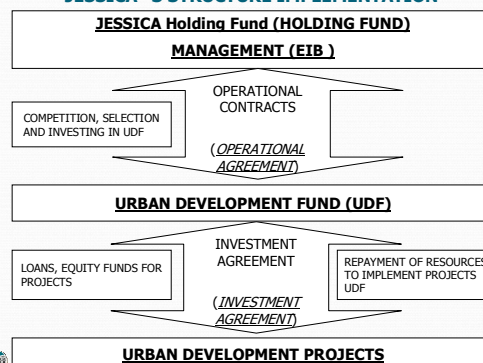 JESSICA Holding Fund (HOLDING FUND)
MANAGEMENT (EIB )
OPERATIONAL
CONTRACTS
COMPETITION, SELECTION
AND INVESTING IN UDF
(OPERATIONAL
AGREEMENT)
URBAN DEVELOPMENT FUND (UDF)
INVESTMENT
AGREEMENT
LOANS, EQUITY FUNDS FOR
PROJECTS
REPAYMENT OF RESOURCES
TO IMPLEMENT PROJECTS
UDF
(INVESTMENT
AGREEMENT)
URBAN DEVELOPMENT PROJECTS